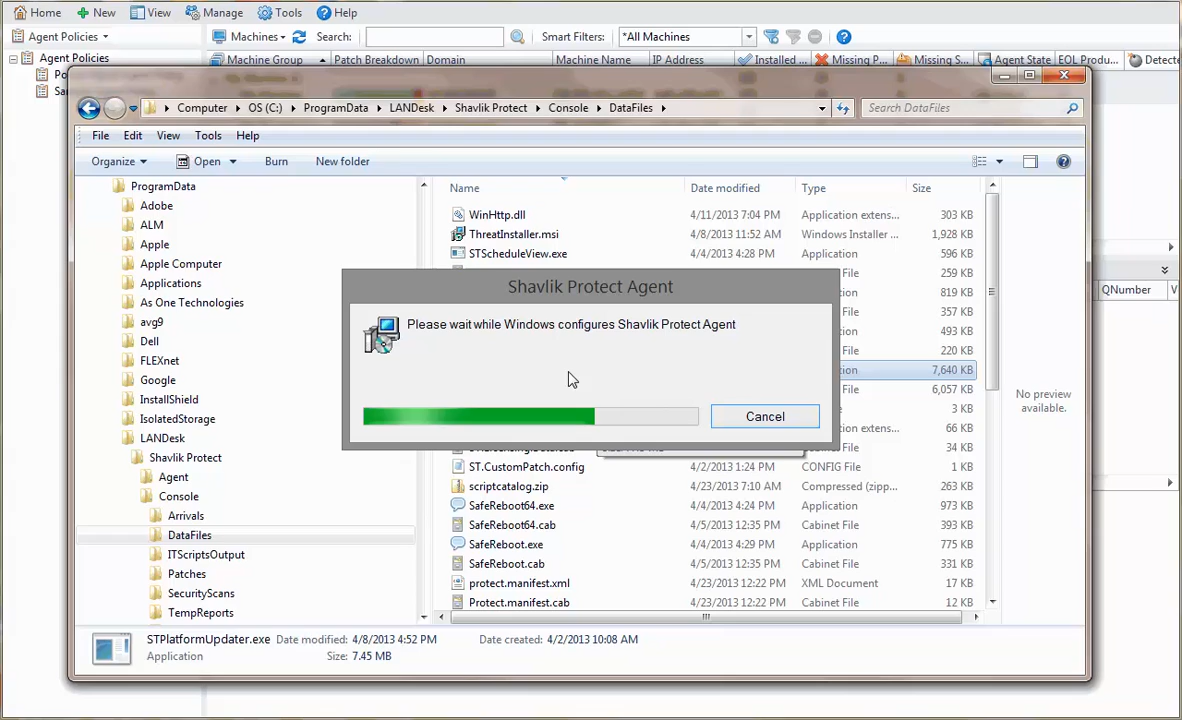 Home New View Manage Tools Help
Agent Policies Machines Search: Smart Filters: *All Machines
Agent Policies Machine Group Patch Breakdown Domain Machine Name IP Address Installed ... Missing P... Missing S... Agent State EOL Produ... Detecte
Computer OS (C:) ProgramData LANDesk Shavlik Protect Console DataFiles Search DataFiles
File Edit View Tools Help
Organize Open Burn New folder
ProgramData
Adobe
ALM
Apple
Apple Computer
Applications
As One Technologies
avg9
Dell
FLEXnet
Google
InstallShield
IsolatedStorage
LANDesk
Shavlik Protect
Agent
Console
Arrivals
DataFiles
ITScriptsOutput
Patches
SecurityScans
TempReports
Name Date modified Type Size
WinHttp.dll 4/11/2013 7:04 PM Application extens... 303 KB
ThreatInstaller.msi 4/8/2013 11:52 AM Windows Installer ... 1,928 KB
STScheduleView.exe 4/4/2013 4:28 PM Application 596 KB
File 259 KB
819 KB
File 357 KB
File 493 KB
File 220 KB
7,640 KB
File 6,057 KB
3 KB
66 KB
File 34 KB
ST.CustomPatch.config 4/2/2013 1:24 PM CONFIG File 1 KB
scriptcatalog.zip 4/23/2013 7:10 AM Compressed (zipp... 263 KB
SafeReboot64.exe 4/4/2013 4:24 PM Application 973 KB
SafeReboot64.cab 4/5/2013 12:35 PM Cabinet File 393 KB
SafeReboot.exe 4/4/2013 4:29 PM Application 775 KB
SafeReboot.cab 4/5/2013 12:35 PM Cabinet File 331 KB
protect.manifest.xml 4/23/2013 12:22 PM XML Document 17 KB
Protect.manifest.cab 4/23/2013 12:22 PM Cabinet File 12 KB
Shavlik Protect Agent
Please wait while Windows configures Shavlik Protect Agent
Cancel
No preview
available.
QNumber V
STPlatformUpdater.exe Date modified: 4/8/2013 4:52 PM Date created: 4/2/2013 10:08 AM
Application Size: 7.45 MB